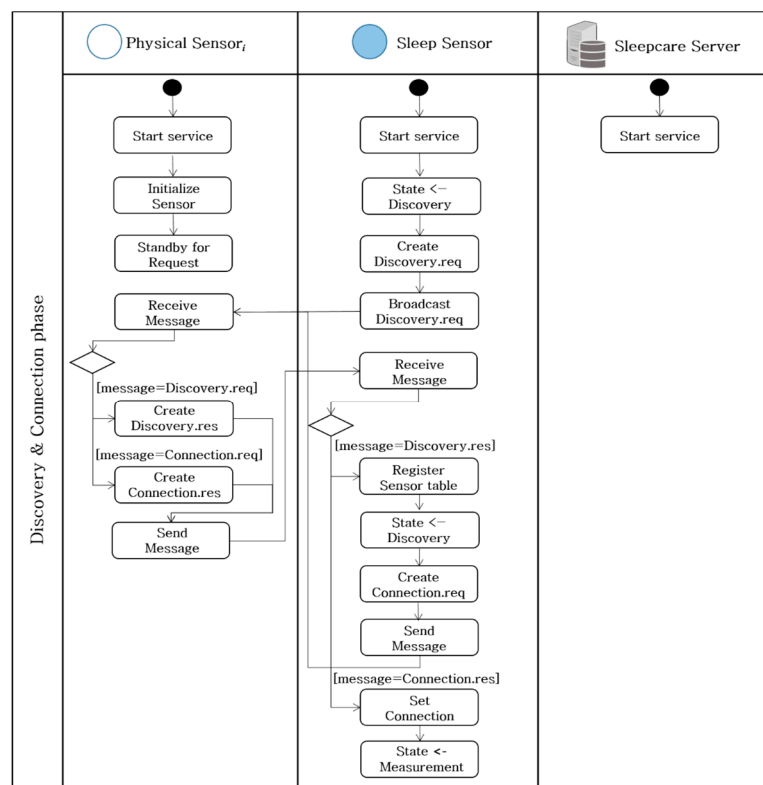 Physical Sensorᵢ
Sleep Sensor
Sleepcare Server
Discovery & Connection phase
Start service
Initialize
Sensor
Standby for
Request
Receive
Message
[message=Discovery.req]
Create
Discovery.res
[message=Connection.req]
Create
Connection.res
Send
Message
Start service
State <-
Discovery
Create
Discovery.req
Broadcast
Discovery.req
Receive
Message
[message=Discovery.res]
Register
Sensor table
State <-
Discovery
Create
Connection.req
Send
Message
[message=Connection.res]
Set
Connection
State <-
Measurement
Start service